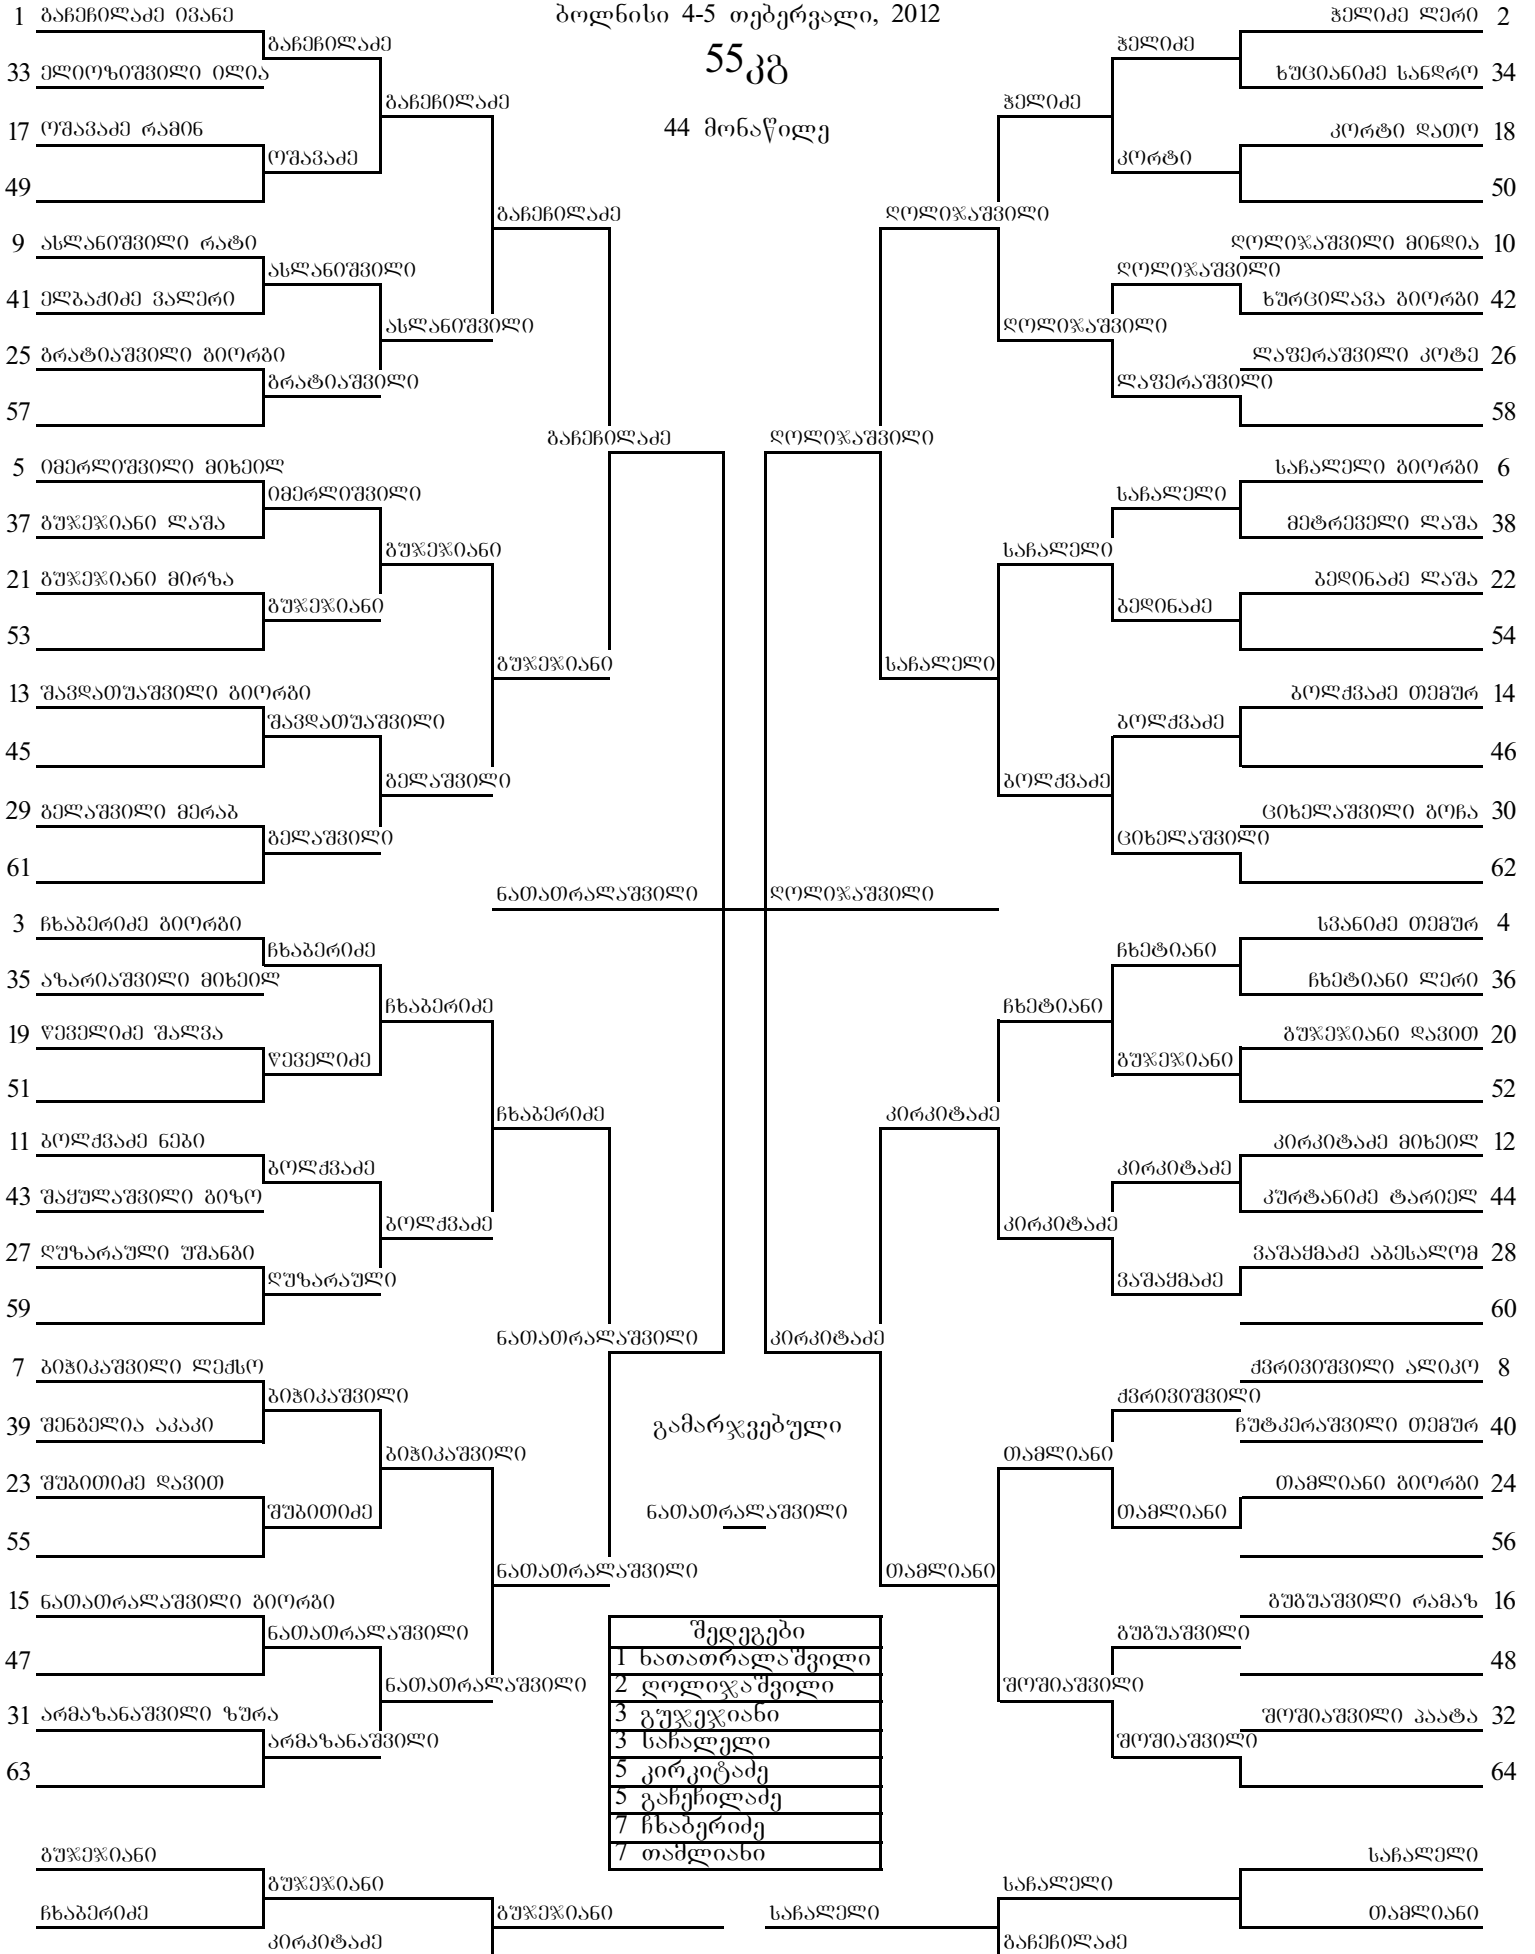 ბოლნისი 4-5 თებერვალი, 2012
55კგ
44 მონაწილე
1 გაჩეჩილაძე ივანე
გაჩეჩილაძე
33 ელიოზიშვილი ილია
გაჩეჩილაძე
17 ოშავაძე რამინ
ოშავაძე
49
გაჩეჩილაძე
9 ასლანიშვილი რატი
ასლანიშვილი
41 ელბაქიძე ვალერი
ასლანიშვილი
25 გრატიაშვილი გიორგი
გრატიაშვილი
57
გაჩეჩილაძე
5 იმერლიშვილი მიხეილ
იმერლიშვილი
37 გუჯეჯიანი ლაშა
გუჯეჯიანი
21 გუჯეჯიანი მირზა
გუჯეჯიანი
53
გუჯეჯიანი
13 შავდათუაშვილი გიორგი
შავდათუაშვილი
45
გელაშვილი
29 გელაშვილი მერაბ
გელაშვილი
61
ნათათრალაშვილი
3 ჩხაბერიძე გიორგი
ჩხაბერიძე
35 აზარიაშვილი მიხეილ
ჩხაბერიძე
19 წეველიძე შალვა
წეველიძე
51
ჩხაბერიძე
11 ბოლქვაძე ნები
ბოლქვაძე
43 შაყულაშვილი გიზო
ბოლქვაძე
27 ღუზარაული უშანგი
ღუზარაული
59
ნათათრალაშვილი
7 ბიჭიკაშვილი ლექსო
ბიჭიკაშვილი
39 შენგელია აკაკი
ბიჭიკაშვილი
23 შუბითიძე დავით
შუბითიძე
55
ნათათრალაშვილი
15 ნათათრალაშვილი გიორგი
ნათათრალაშვილი
47
ნათათრალაშვილი
31 არმაზანაშვილი ზურა
არმაზანაშვილი
63
გუჯეჯიანი
გუჯეჯიანი
ჩხაბერიძე
გუჯეჯიანი
კირკიტაძე
ჭელიძე ლერი 2
ჭელიძე
ხუციანიძე სანდრო 34
ჭელიძე
კორტი დათო 18
კორტი
50
ღოლიჯაშვილი
ღოლიჯაშვილი მინდია 10
ღოლიჯაშვილი
ხურცილავა გიორგი 42
ღოლიჯაშვილი
ლაფერაშვილი კოტე 26
ლაფერაშვილი
58
ღოლიჯაშვილი
საჩალელი გიორგი 6
საჩალელი
მეტრეველი ლაშა 38
საჩალელი
ბედინაძე ლაშა 22
ბედინაძე
54
საჩალელი
ბოლქვაძე თემურ 14
ბოლქვაძე
46
ბოლქვაძე
ციხელაშვილი გოჩა 30
ციხელაშვილი
62
ღოლიჯაშვილი
სვანიძე თემურ 4
ჩხეტიანი
ჩხეტიანი ლერი 36
ჩხეტიანი
გუჯეჯიანი დავით 20
გუჯეჯიანი
52
კირკიტაძე
კირკიტაძე მიხეილ 12
კირკიტაძე
კურტანიძე ტარიელ 44
კირკიტაძე
ვაშაყმაძე აბესალომ 28
ვაშაყმაძე
60
კირკიტაძე
ქვრივიშვილი ალიკო 8
ქვრივიშვილი
ჩუტკერაშვილი თემურ 40
თამლიანი
თამლიანი გიორგი 24
თამლიანი
56
თამლიანი
გუგუაშვილი რამაზ 16
გუგუაშვილი
48
შოშიაშვილი
შოშიაშვილი პაატა 32
შოშიაშვილი
64
საჩალელი
საჩალელი
თამლიანი
საჩალელი
გაჩეჩილაძე
გამარჯვებული
ნათათრალაშვილი
შედეგები
1 ნათათრალაშვილი
2 ღოლიჯაშვილი
3 გუჯეჯიანი
3 საჩალელი
5 კირკიტაძე
5 გაჩეჩილაძე
7 ჩხაბერიძე
7 თამლიანი